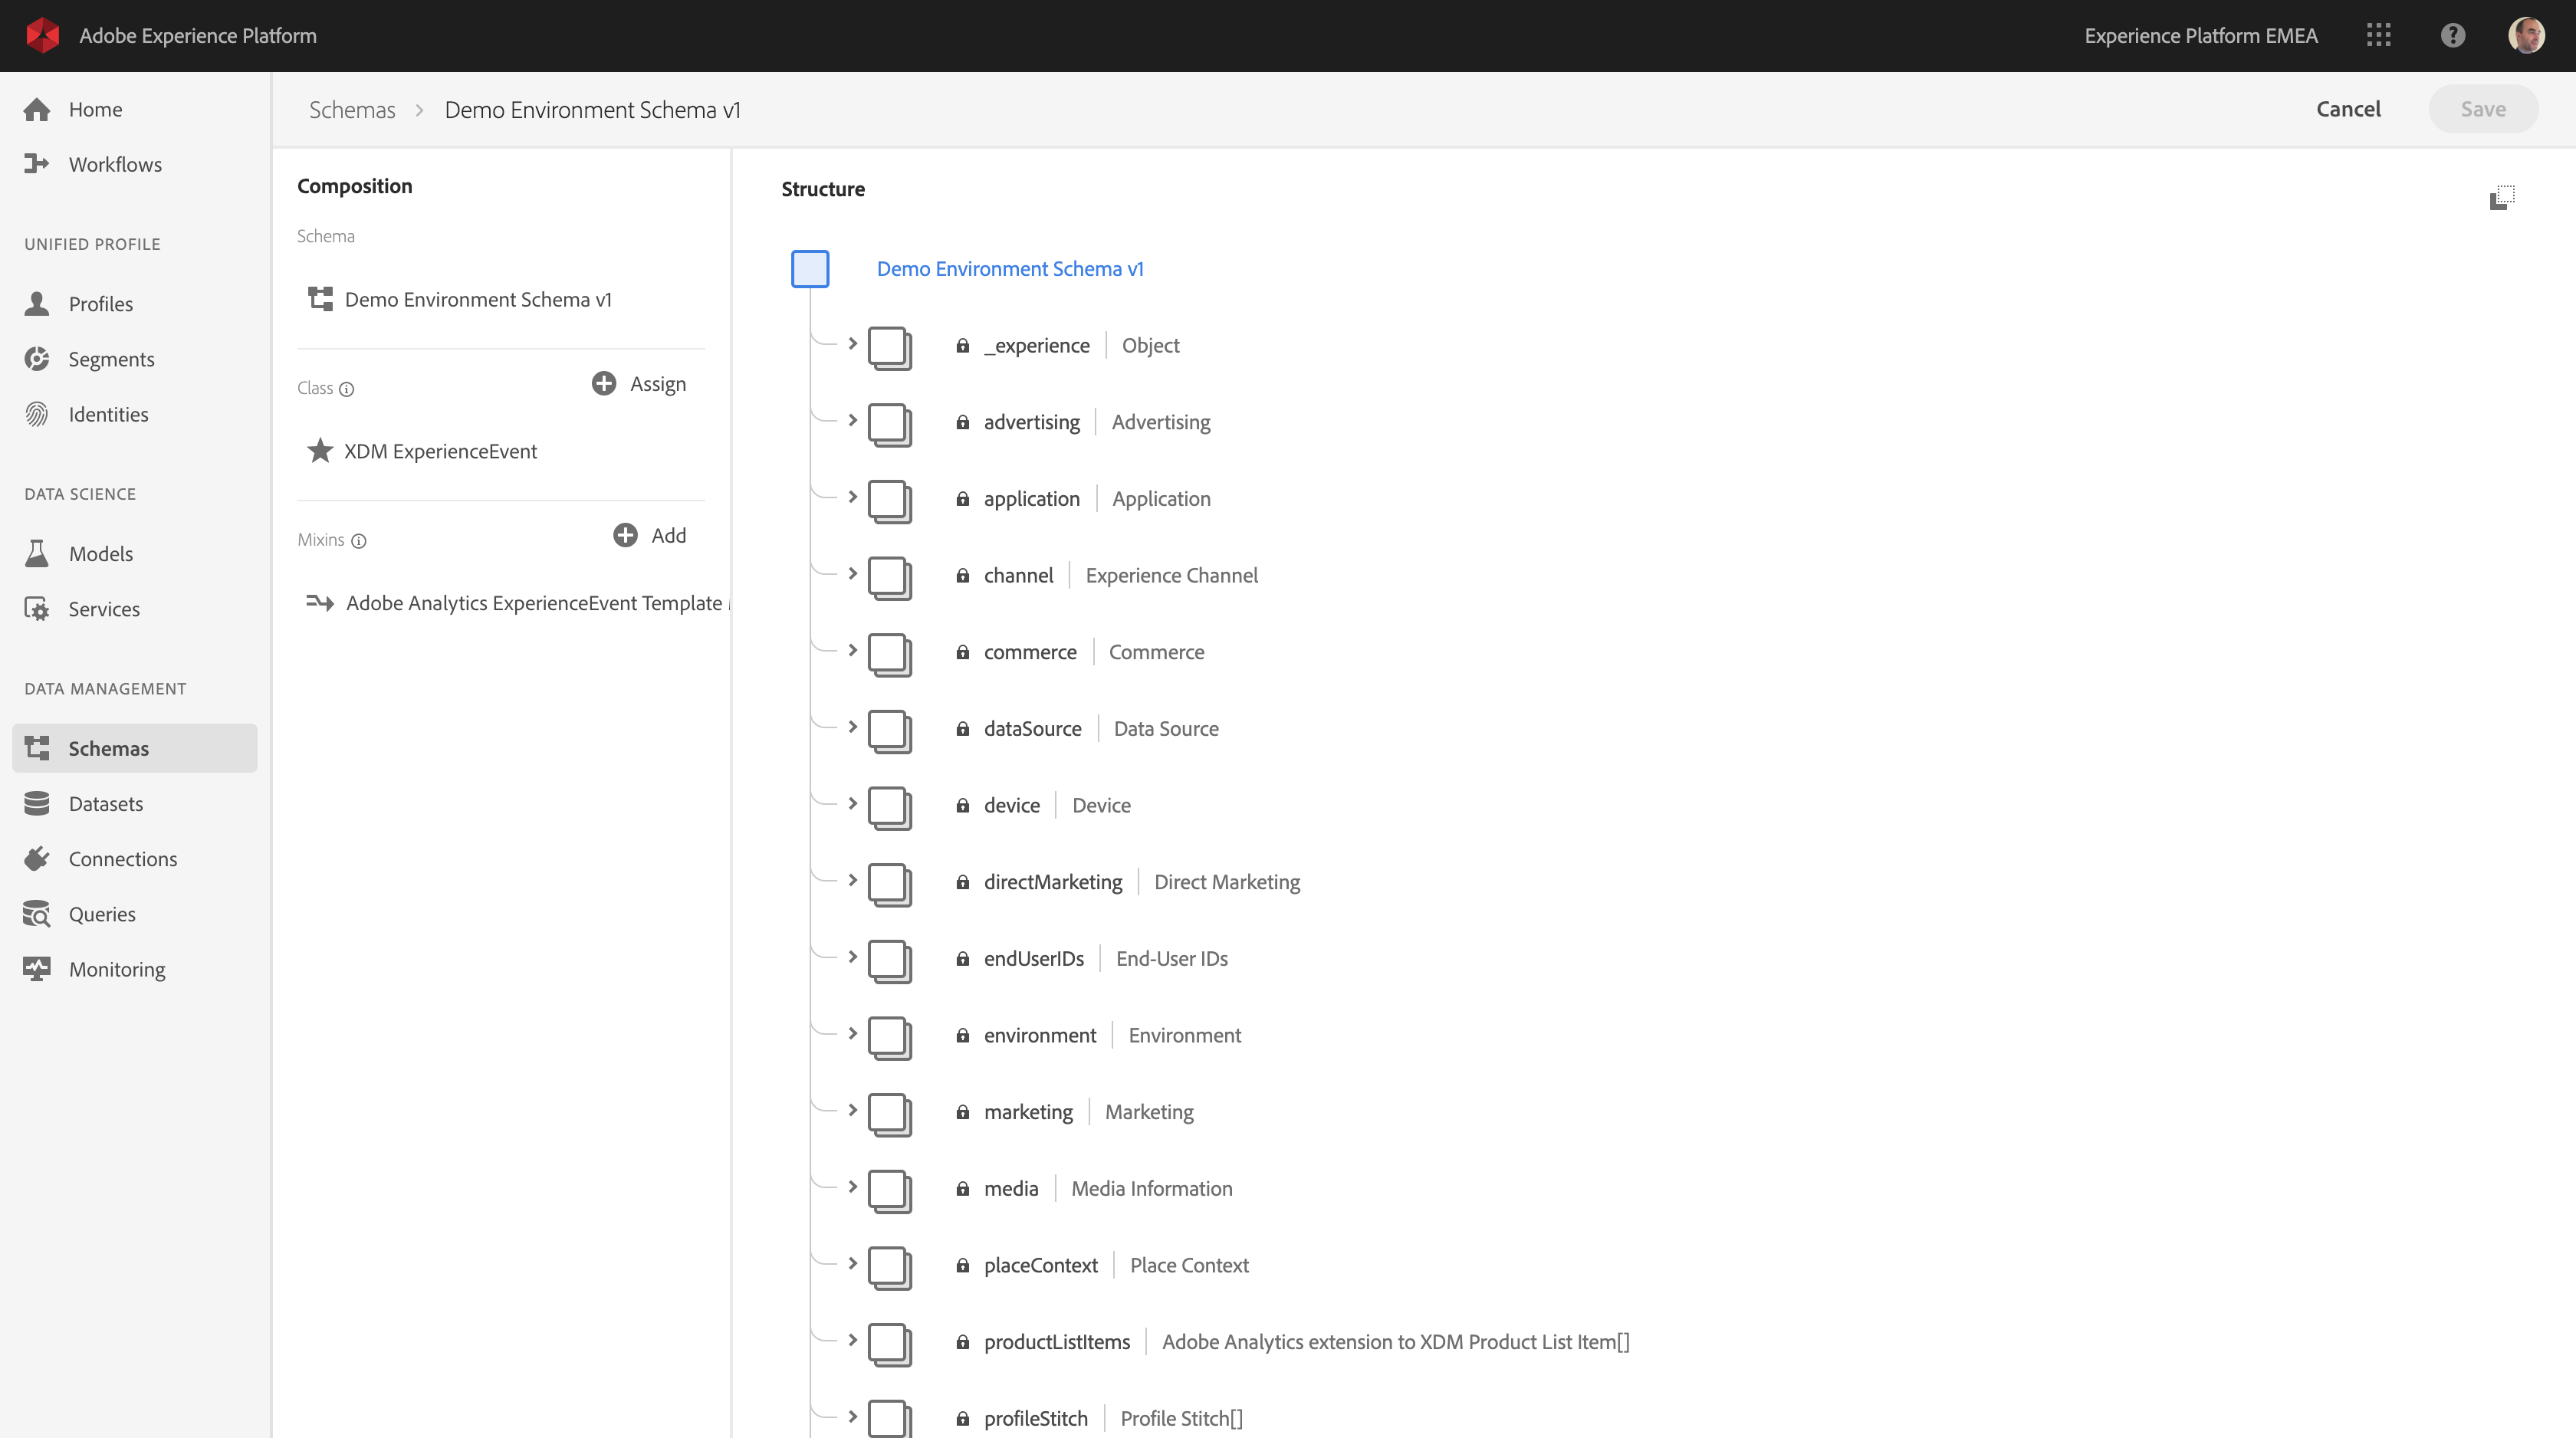 Adobe Experience Platform
Experience Platform EMEA
Home
Workflows
UNIFIED PROFILE
Profiles
Segments
Identities
DATA SCIENCE
Models
Services
DATA MANAGEMENT
Schemas
Datasets
Connections
Queries
Monitoring
Schemas > Demo Environment Schema v1
Cancel
Save
Composition
Schema
Demo Environment Schema v1
Class
Assign
XDM ExperienceEvent
Mixins
Add
Adobe Analytics ExperienceEvent Template
Structure
Demo Environment Schema v1
_experience | Object
advertising | Advertising
application | Application
channel | Experience Channel
commerce | Commerce
dataSource | Data Source
device | Device
directMarketing | Direct Marketing
endUserIDs | End-User IDs
environment | Environment
marketing | Marketing
media | Media Information
placeContext | Place Context
productListItems | Adobe Analytics extension to XDM Product List Item[]
profileStitch | Profile Stitch[]